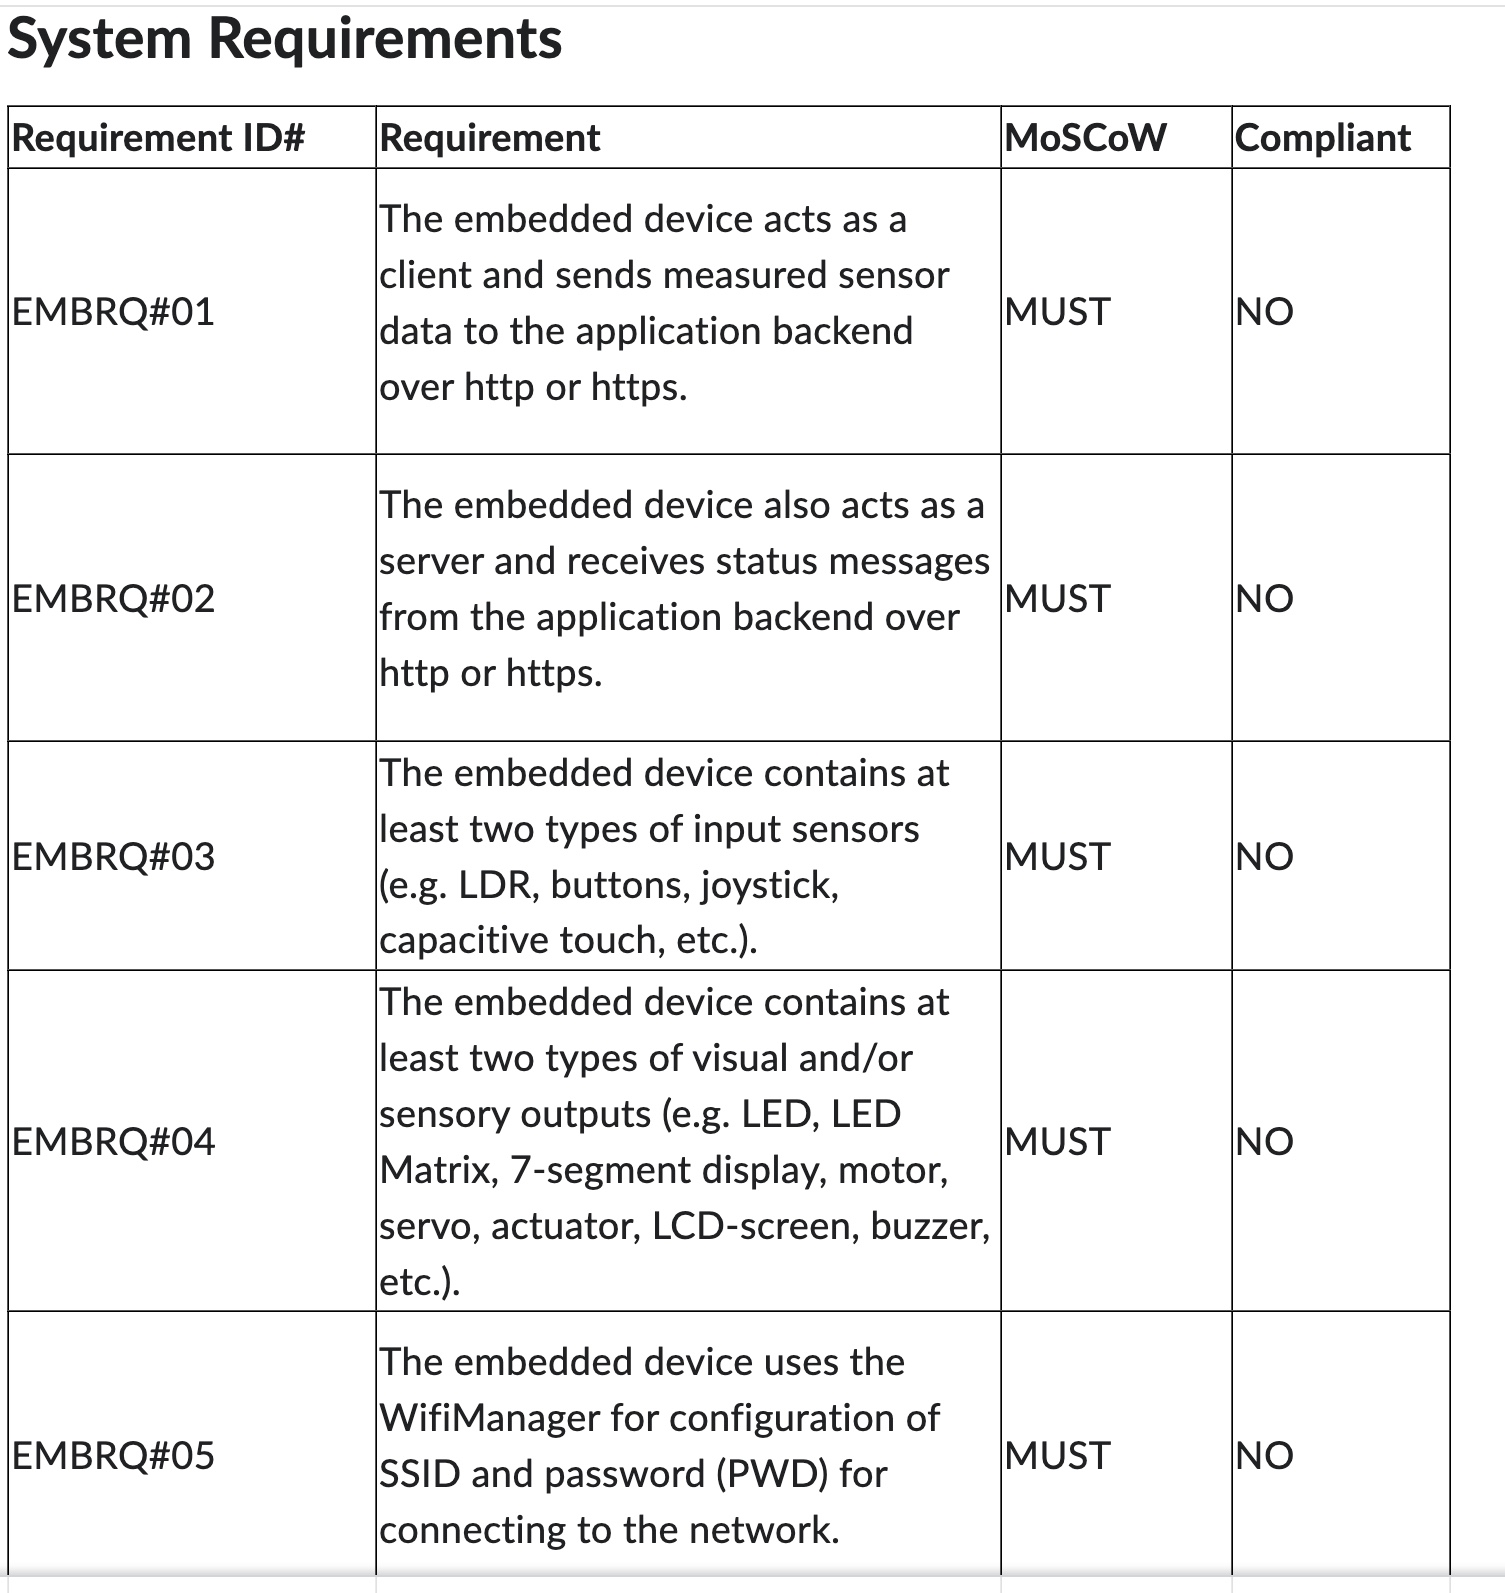 System Requirements
Requirement ID# Requirement MoSCoW Compliant
The embedded device acts as a
client and sends measured sensor
EMBRQ#01 data to the application backend MUST NO
over http or https.
The embedded device also acts as a
server and receives status messages
EMBRQ#02 from the application backend over MUST NO
http or https.
The embedded device contains at
least two types of input sensors
EMBRQ#03 (e.g. LDR, buttons, joystick, MUST NO
capacitive touch, etc.).
The embedded device contains at
least two types of visual and/or
sensory outputs (e.g. LED, LED
EMBRQ#04 Matrix, 7-segment display, motor, MUST NO
servo, actuator, LCD-screen, buzzer,
etc.).
The embedded device uses the
WifiManager for configuration of
EMBRQ#05 SSID and password (PWD) for MUST NO
connecting to the network.